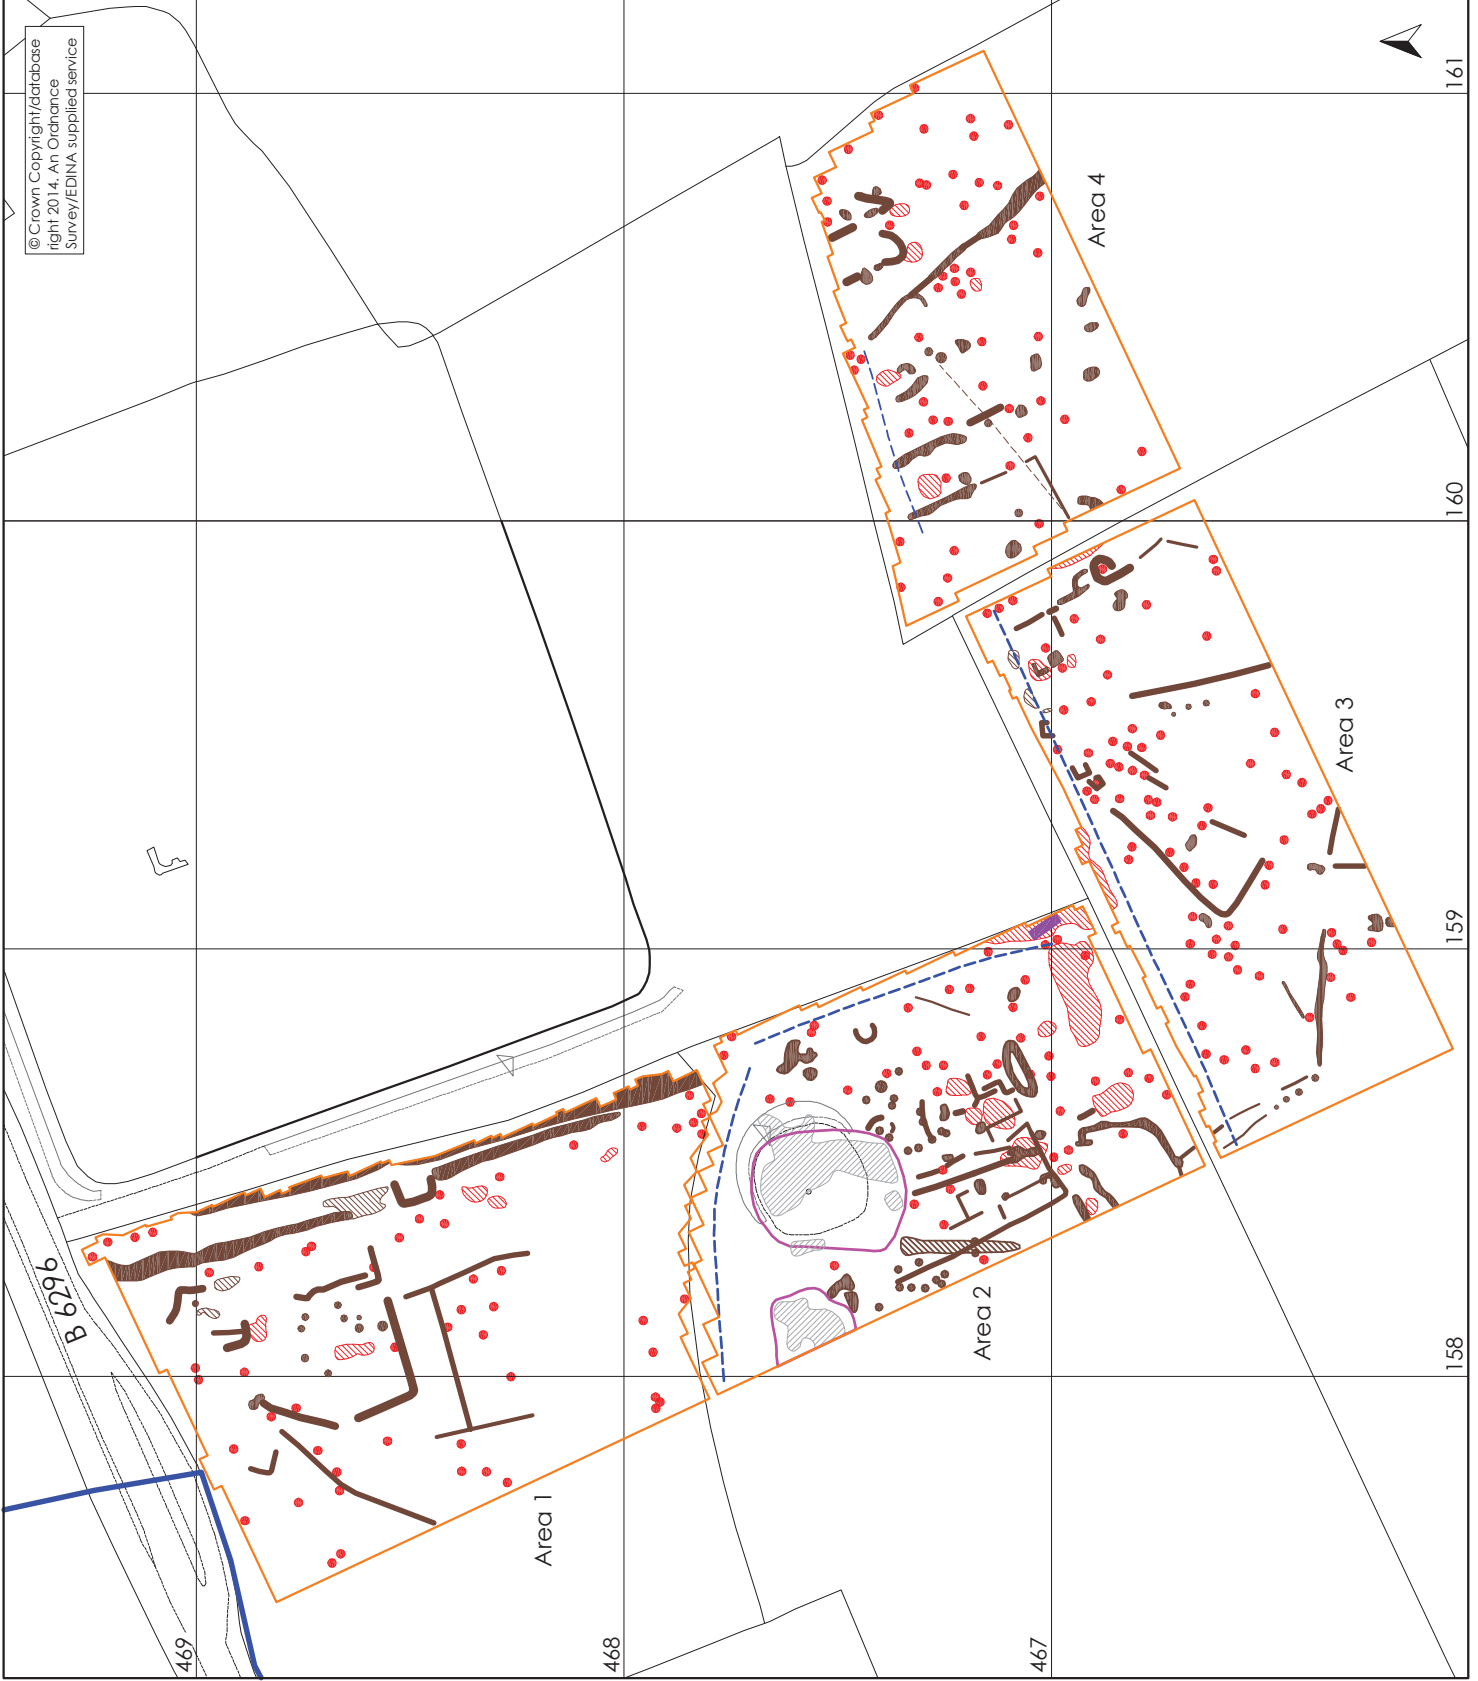 © Crown Copyright/database
right 2014. An Ordnance
Survey/EDINA supplied service
B 6296
469
468
467
161
160
159
158
Area 1
Area 2
Area 3
Area 4